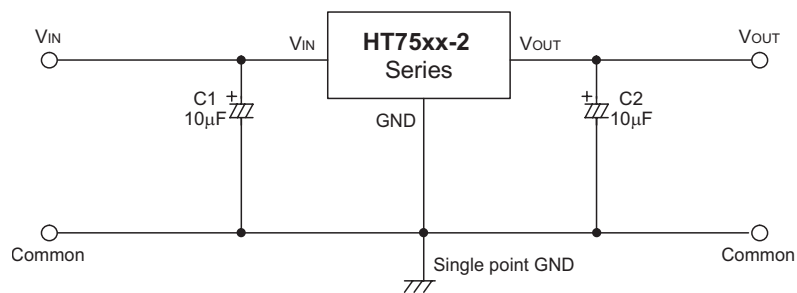 VIN
VIN
HT75xx-2
Series
VOUT
VOUT
C1
+
10μF
GND
+
C2
10μF
Common
Single point GND
Common